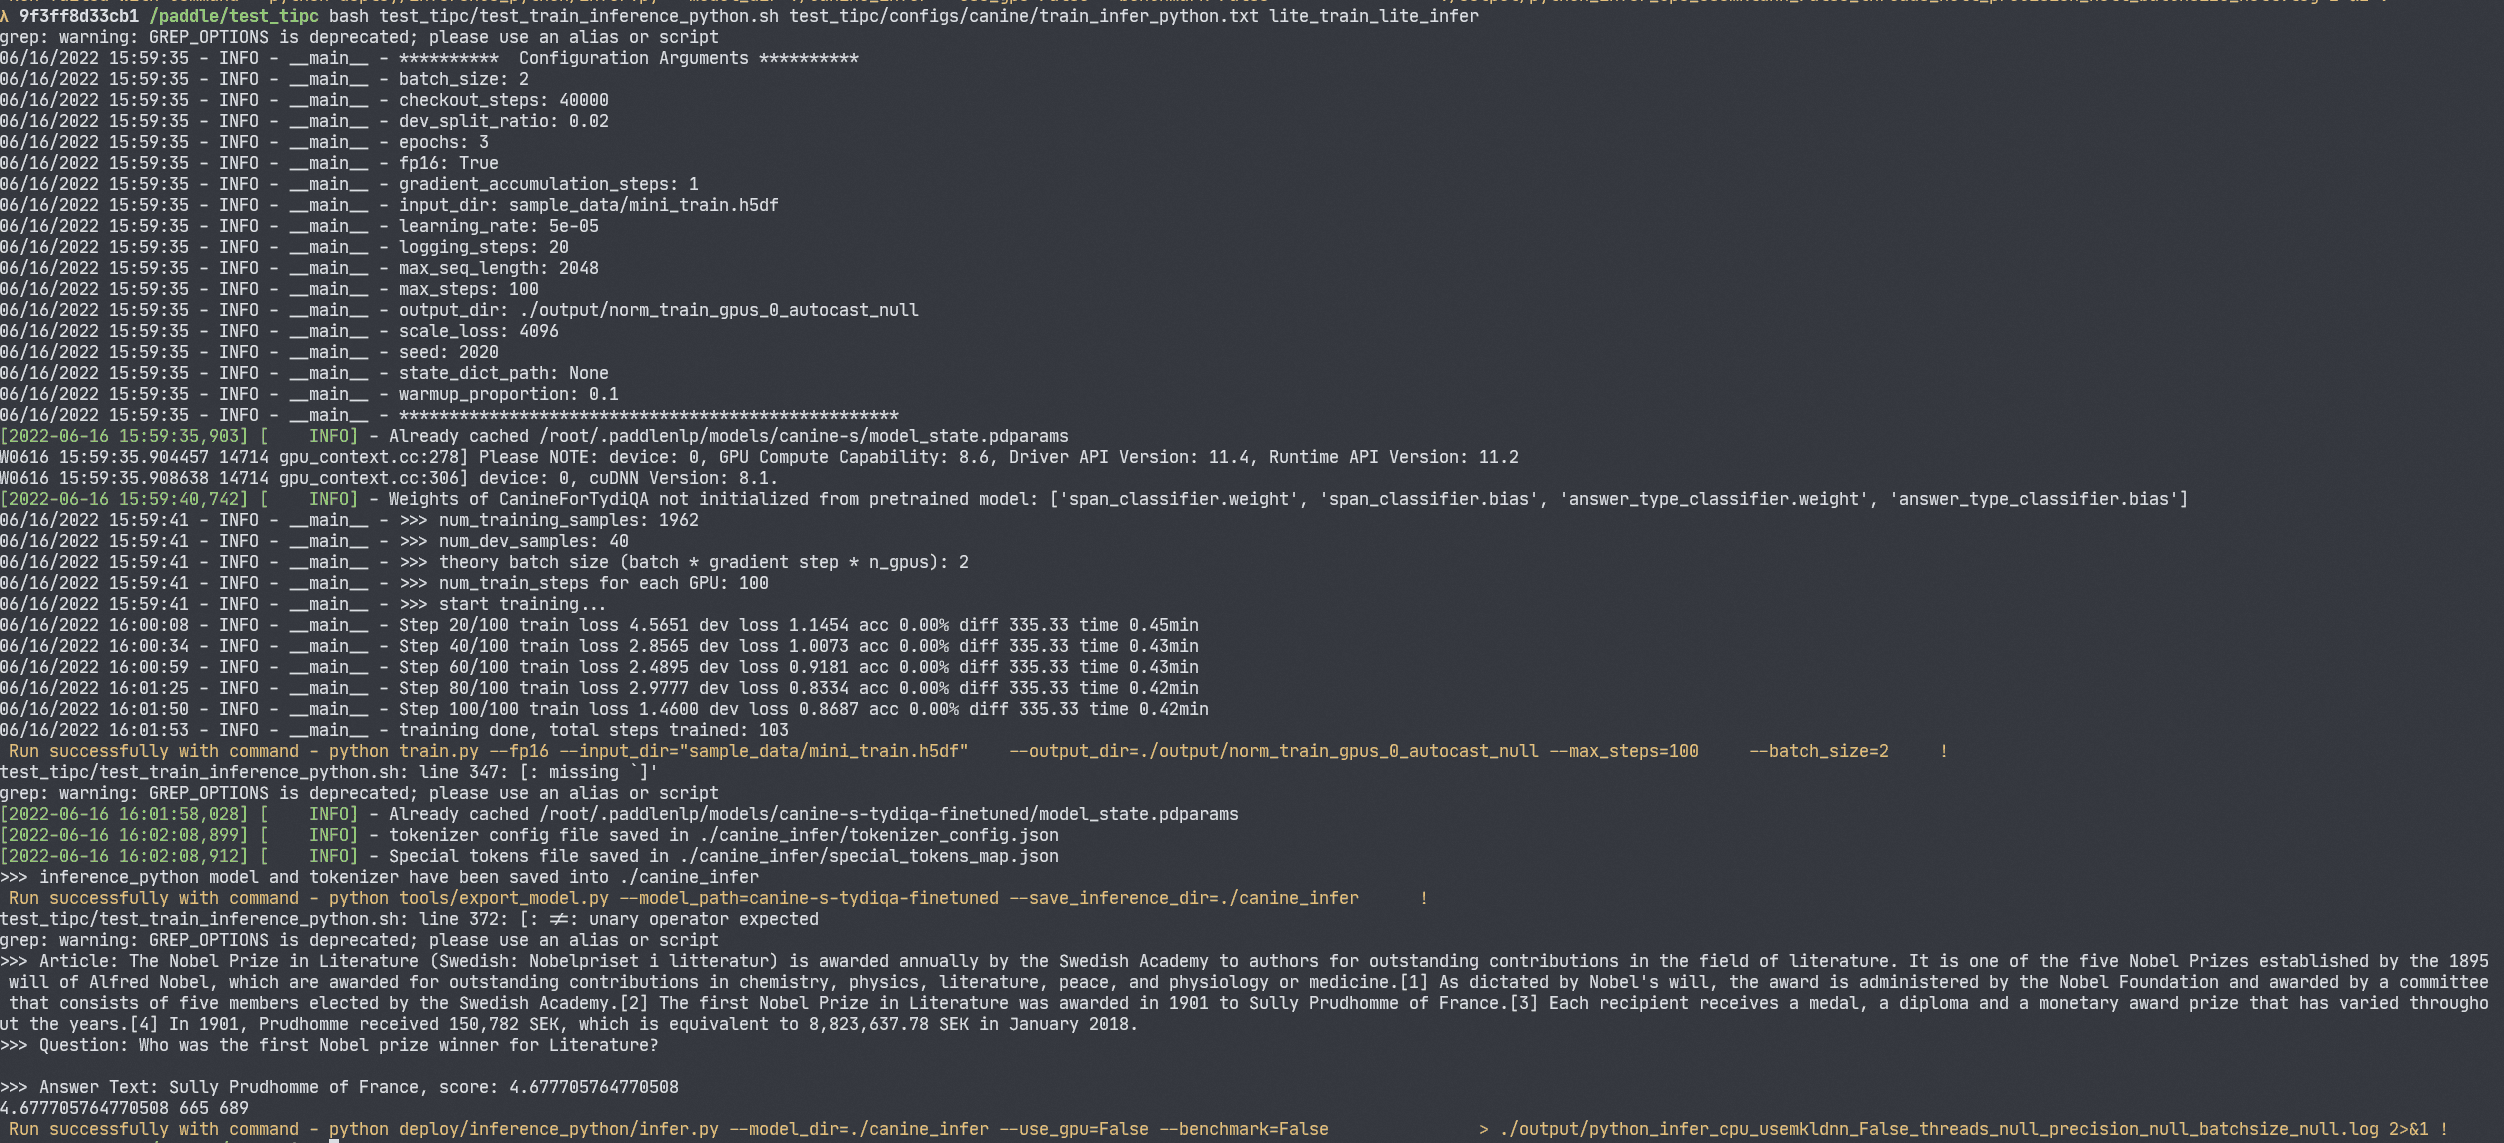 λ 9f3ff8d33cb1 /paddle/test_tipc bash test_tipc/test_train_inference_python.sh test_tipc/configs/canine/train_infer_python.txt lite_train_lite_infer
grep: warning: GREP_OPTIONS is deprecated; please use an alias or script
06/16/2022 15:59:35 - INFO - __main__ - **********  Configuration Arguments **********
06/16/2022 15:59:35 - INFO - __main__ - batch_size: 2
06/16/2022 15:59:35 - INFO - __main__ - checkout_steps: 40000
06/16/2022 15:59:35 - INFO - __main__ - dev_split_ratio: 0.02
06/16/2022 15:59:35 - INFO - __main__ - epochs: 3
06/16/2022 15:59:35 - INFO - __main__ - fp16: True
06/16/2022 15:59:35 - INFO - __main__ - gradient_accumulation_steps: 1
06/16/2022 15:59:35 - INFO - __main__ - input_dir: sample_data/mini_train.h5df
06/16/2022 15:59:35 - INFO - __main__ - learning_rate: 5e-05
06/16/2022 15:59:35 - INFO - __main__ - logging_steps: 20
06/16/2022 15:59:35 - INFO - __main__ - max_seq_length: 2048
06/16/2022 15:59:35 - INFO - __main__ - max_steps: 100
06/16/2022 15:59:35 - INFO - __main__ - output_dir: ./output/norm_train_gpus_0_autocast_null
06/16/2022 15:59:35 - INFO - __main__ - scale_loss: 4096
06/16/2022 15:59:35 - INFO - __main__ - seed: 2020
06/16/2022 15:59:35 - INFO - __main__ - state_dict_path: None
06/16/2022 15:59:35 - INFO - __main__ - warmup_proportion: 0.1
06/16/2022 15:59:35 - INFO - __main__ - **************************************************
[2022-06-16 15:59:35,903] [    INFO] - Already cached /root/.paddlenlp/models/canine-s/model_state.pdparams
W0616 15:59:35.904457 14714 gpu_context.cc:278] Please NOTE: device: 0, GPU Compute Capability: 8.6, Driver API Version: 11.4, Runtime API Version: 11.2
W0616 15:59:35.908638 14714 gpu_context.cc:306] device: 0, cuDNN Version: 8.1.
[2022-06-16 15:59:40,742] [    INFO] - Weights of CanineForTydiQA not initialized from pretrained model: ['span_classifier.weight', 'span_classifier.bias', 'answer_type_classifier.weight', 'answer_type_classifier.bias']
06/16/2022 15:59:41 - INFO - __main__ - >>> num_training_samples: 1962
06/16/2022 15:59:41 - INFO - __main__ - >>> num_dev_samples: 40
06/16/2022 15:59:41 - INFO - __main__ - >>> theory batch size (batch * gradient step * n_gpus): 2
06/16/2022 15:59:41 - INFO - __main__ - >>> num_train_steps for each GPU: 100
06/16/2022 15:59:41 - INFO - __main__ - >>> start training...
06/16/2022 16:00:08 - INFO - __main__ - Step 20/100 train loss 4.5651 dev loss 1.1454 acc 0.00% diff 335.33 time 0.45min
06/16/2022 16:00:34 - INFO - __main__ - Step 40/100 train loss 2.8565 dev loss 1.0073 acc 0.00% diff 335.33 time 0.43min
06/16/2022 16:00:59 - INFO - __main__ - Step 60/100 train loss 2.4895 dev loss 0.9181 acc 0.00% diff 335.33 time 0.43min
06/16/2022 16:01:25 - INFO - __main__ - Step 80/100 train loss 2.9777 dev loss 0.8334 acc 0.00% diff 335.33 time 0.42min
06/16/2022 16:01:50 - INFO - __main__ - Step 100/100 train loss 1.4600 dev loss 0.8687 acc 0.00% diff 335.33 time 0.42min
06/16/2022 16:01:53 - INFO - __main__ - training done, total steps trained: 103
 Run successfully with command - python train.py --fp16 --input_dir="sample_data/mini_train.h5df"    --output_dir=./output/norm_train_gpus_0_autocast_null --max_steps=100     --batch_size=2     !
test_tipc/test_train_inference_python.sh: line 347: [: missing `]'
grep: warning: GREP_OPTIONS is deprecated; please use an alias or script
[2022-06-16 16:01:58,028] [    INFO] - Already cached /root/.paddlenlp/models/canine-s-tydiqa-finetuned/model_state.pdparams
[2022-06-16 16:02:08,899] [    INFO] - tokenizer config file saved in ./canine_infer/tokenizer_config.json
[2022-06-16 16:02:08,912] [    INFO] - Special tokens file saved in ./canine_infer/special_tokens_map.json
>>> inference_python model and tokenizer have been saved into ./canine_infer
 Run successfully with command - python tools/export_model.py --model_path=canine-s-tydiqa-finetuned --save_inference_dir=./canine_infer      !
test_tipc/test_train_inference_python.sh: line 372: [: !=: unary operator expected
grep: warning: GREP_OPTIONS is deprecated; please use an alias or script
>>> Article: The Nobel Prize in Literature (Swedish: Nobelpriset i litteratur) is awarded annually by the Swedish Academy to authors for outstanding contributions in the field of literature. It is one of the five Nobel Prizes established by the 1895
 will of Alfred Nobel, which are awarded for outstanding contributions in chemistry, physics, literature, peace, and physiology or medicine.[1] As dictated by Nobel's will, the award is administered by the Nobel Foundation and awarded by a committee
 that consists of five members elected by the Swedish Academy.[2] The first Nobel Prize in Literature was awarded in 1901 to Sully Prudhomme of France.[3] Each recipient receives a medal, a diploma and a monetary award prize that has varied througho
ut the years.[4] In 1901, Prudhomme received 150,782 SEK, which is equivalent to 8,823,637.78 SEK in January 2018.
>>> Question: Who was the first Nobel prize winner for Literature?
>>> Answer Text: Sully Prudhomme of France, score: 4.677705764770508
4.677705764770508 665 689
 Run successfully with command - python deploy/inference_python/infer.py --model_dir=./canine_infer --use_gpu=False --benchmark=False               > ./output/python_infer_cpu_usemkldnn_False_threads_null_precision_null_batchsize_null.log 2>&1 !